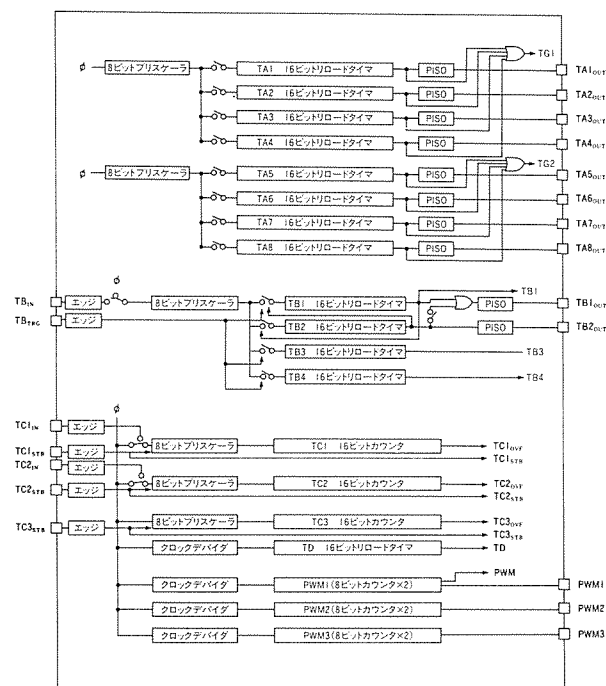 TG1
φ 8ビットプリスケーラ TA1 16ビットリロードタイマ PISO TA1OUT
TA2 16ビットリロードタイマ PISO TA2OUT
TA3 16ビットリロードタイマ PISO TA3OUT
TA4 16ビットリロードタイマ PISO TA4OUT
TG2
φ 8ビットプリスケーラ TA5 16ビットリロードタイマ PISO TA5OUT
TA6 16ビットリロードタイマ PISO TA6OUT
TA7 16ビットリロードタイマ PISO TA7OUT
TA8 16ビットリロードタイマ PISO TA8OUT
φ
TB1
TBIN エッジ 8ビットプリスケーラ TB1 16ビットリロードタイマ PISO TB1OUT
TBTRG エッジ TB2 16ビットリロードタイマ PISO TB2OUT
TB3 16ビットリロードタイマ TB3
TB4 16ビットリロードタイマ TB4
φ
TC1IN エッジ
8ビットプリスケーラ TC1 16ビットカウンタ TC1OVF
TC1STB エッジ TC1STB
TC2IN エッジ
8ビットプリスケーラ TC2 16ビットカウンタ TC2OVF
TC2STB エッジ TC2STB
8ビットプリスケーラ TC3 16ビットカウンタ TC3OVF
TC3STB エッジ TC3STB
クロックデバイダ TD 16ビットリロードタイマ TD
PWM
クロックデバイダ PWM1(8ビットカウンタ×2) PWM1
クロックデバイダ PWM2(8ビットカウンタ×2) PWM2
クロックデバイダ PWM3(8ビットカウンタ×2) PWM3